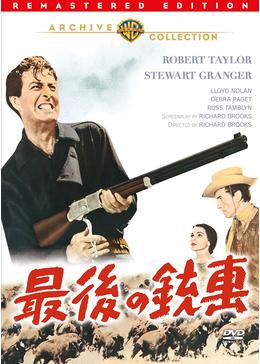 REMASTERED EDITION
ARCHIVE WB COLLECTION
ROBERT TAYLOR
STEWART GRANGER
LLOYD NOLAN
DEBRA PAGET
RUSS TAMBLYN
SCREENPLAY BY RICHARD BROOKS
DIRECTED BY RICHARD BROOKS
最後の銃撃
DVD